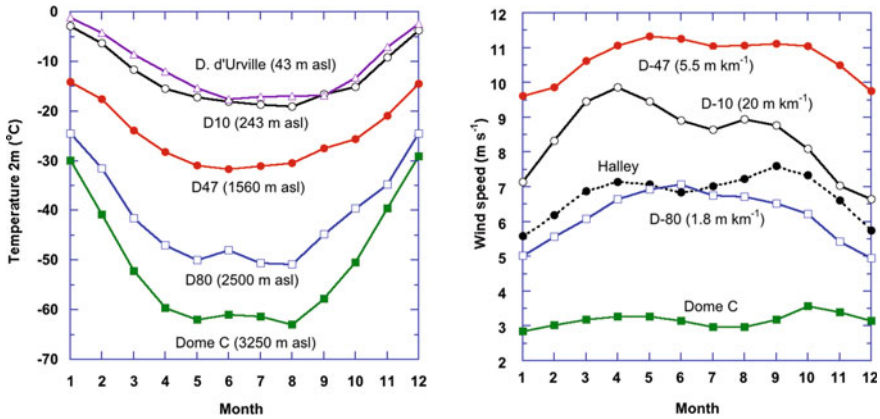 0
-10
-20
-30
-40
-50
-60
-70
Temperature 2m (°C)
D. d'Urville (43 m asl)
D10 (243 m asl)
D47 (1560 m asl)
D80 (2500 m asl)
Dome C (3250 m asl)
1 2 3 4 5 6 7 8 9 10 11 12
Month
12
11
10
9
8
7
6
5
4
3
2
Wind speed (m s⁻¹)
D-47 (5.5 m km⁻¹)
D-10 (20 m km⁻¹)
Halley
D-80 (1.8 m km⁻¹)
Dome C
1 2 3 4 5 6 7 8 9 10 11 12
Month